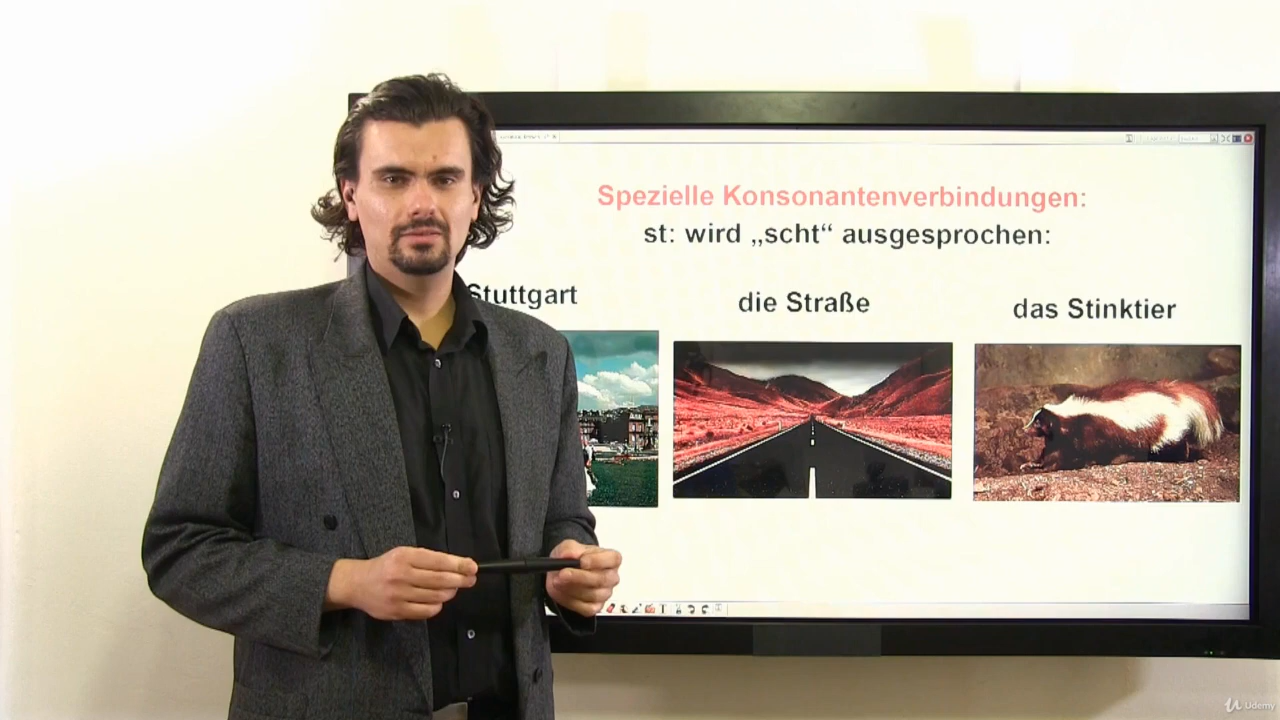 Spezielle Konsonantenverbindungen:
st: wird „scht“ ausgesprochen:
Stuttgart
die Straße
das Stinktier
Udemy